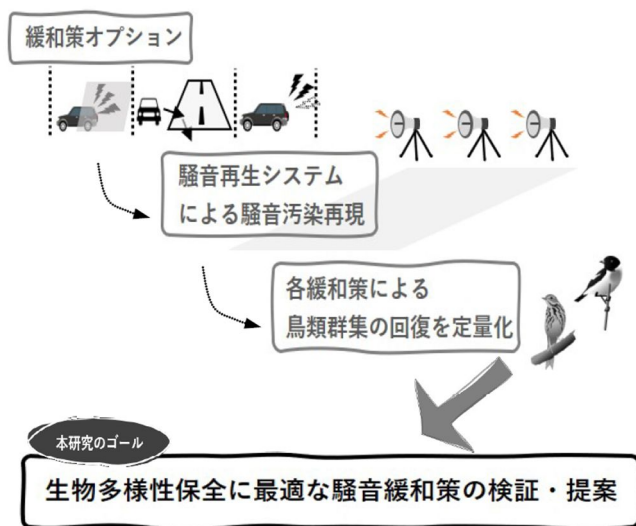 緩和策オプション
騒音再生システム
による騒音汚染再現
各緩和策による
鳥類群集の回復を定量化
本研究のゴール
生物多様性保全に最適な騒音緩和策の検証・提案